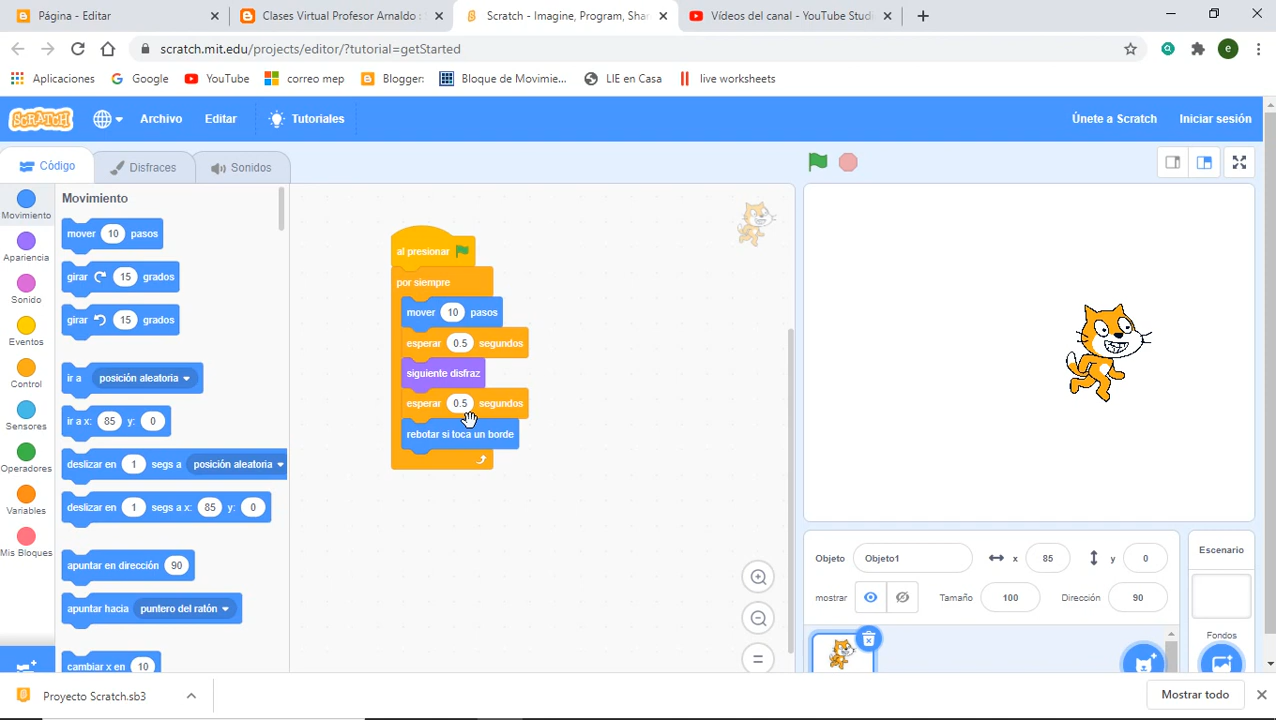 Página - Editar
Clases Virtual Profesor Arnaldo :
Scratch - Imagine, Program, Sha
Vídeos del canal - YouTube Studi
scratch.mit.edu/projects/editor/?tutorial=getStarted
e
Aplicaciones Google YouTube correo mep Blogger: Bloque de Movimie... LIE en Casa live worksheets
SCRATCH Archivo Editar Tutoriales Únete a Scratch Iniciar sesión
Código Disfraces Sonidos
Movimiento
Apariencia
Sonido
Eventos
Control
Sensores
Operadores
Variables
Mis Bloques
Movimiento
mover 10 pasos
girar 15 grados
girar 15 grados
ir a posición aleatoria
ir a x: 85 y: 0
deslizar en 1 segs a posición aleatoria
deslizar en 1 segs a x: 85 y: 0
apuntar en dirección 90
apuntar hacia puntero del ratón
cambiar x en 10
al presionar
por siempre
mover 10 pasos
esperar 0.5 segundos
siguiente disfraz
esperar 0.5 segundos
rebotar si toca un borde
Objeto Objeto1 x 85 y 0
mostrar Tamaño 100 Dirección 90
Escenario
Fondos
Proyecto Scratch.sb3
Mostrar todo